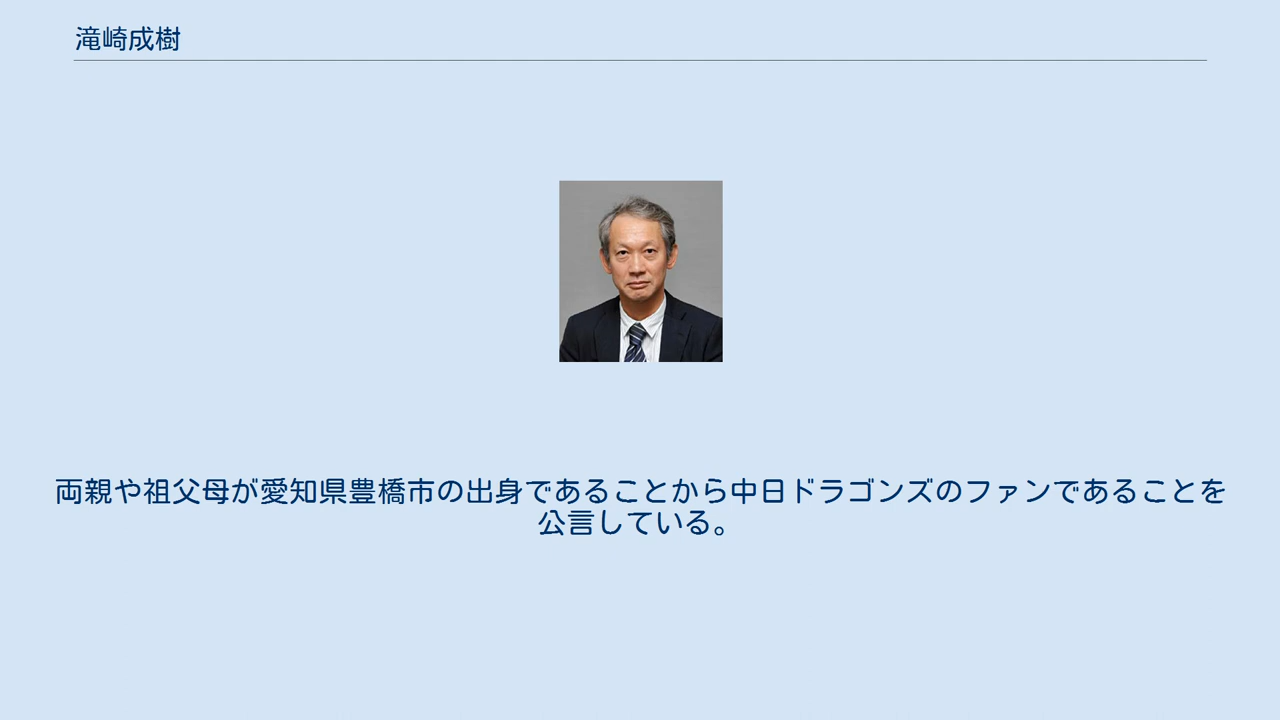 滝崎成樹
両親や祖父母が愛知県豊橋市の出身であることから中日ドラゴンズのファンであることを
公言している。